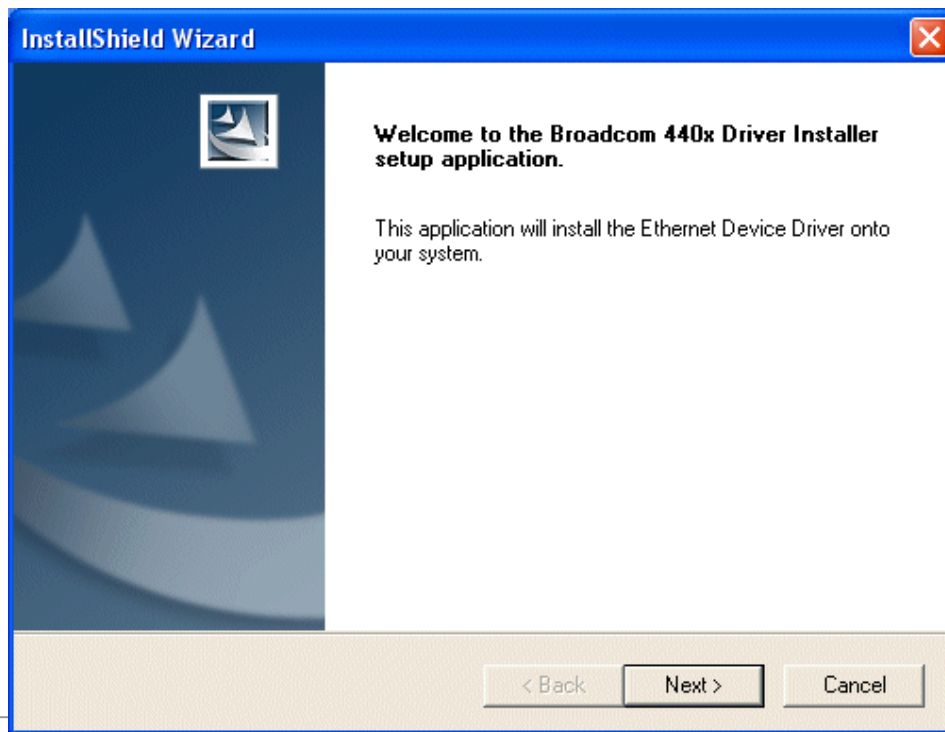 InstallShield Wizard
Welcome to the Broadcom 440x Driver Installer
setup application.
This application will install the Ethernet Device Driver onto
your system.
< Back
Next >
Cancel